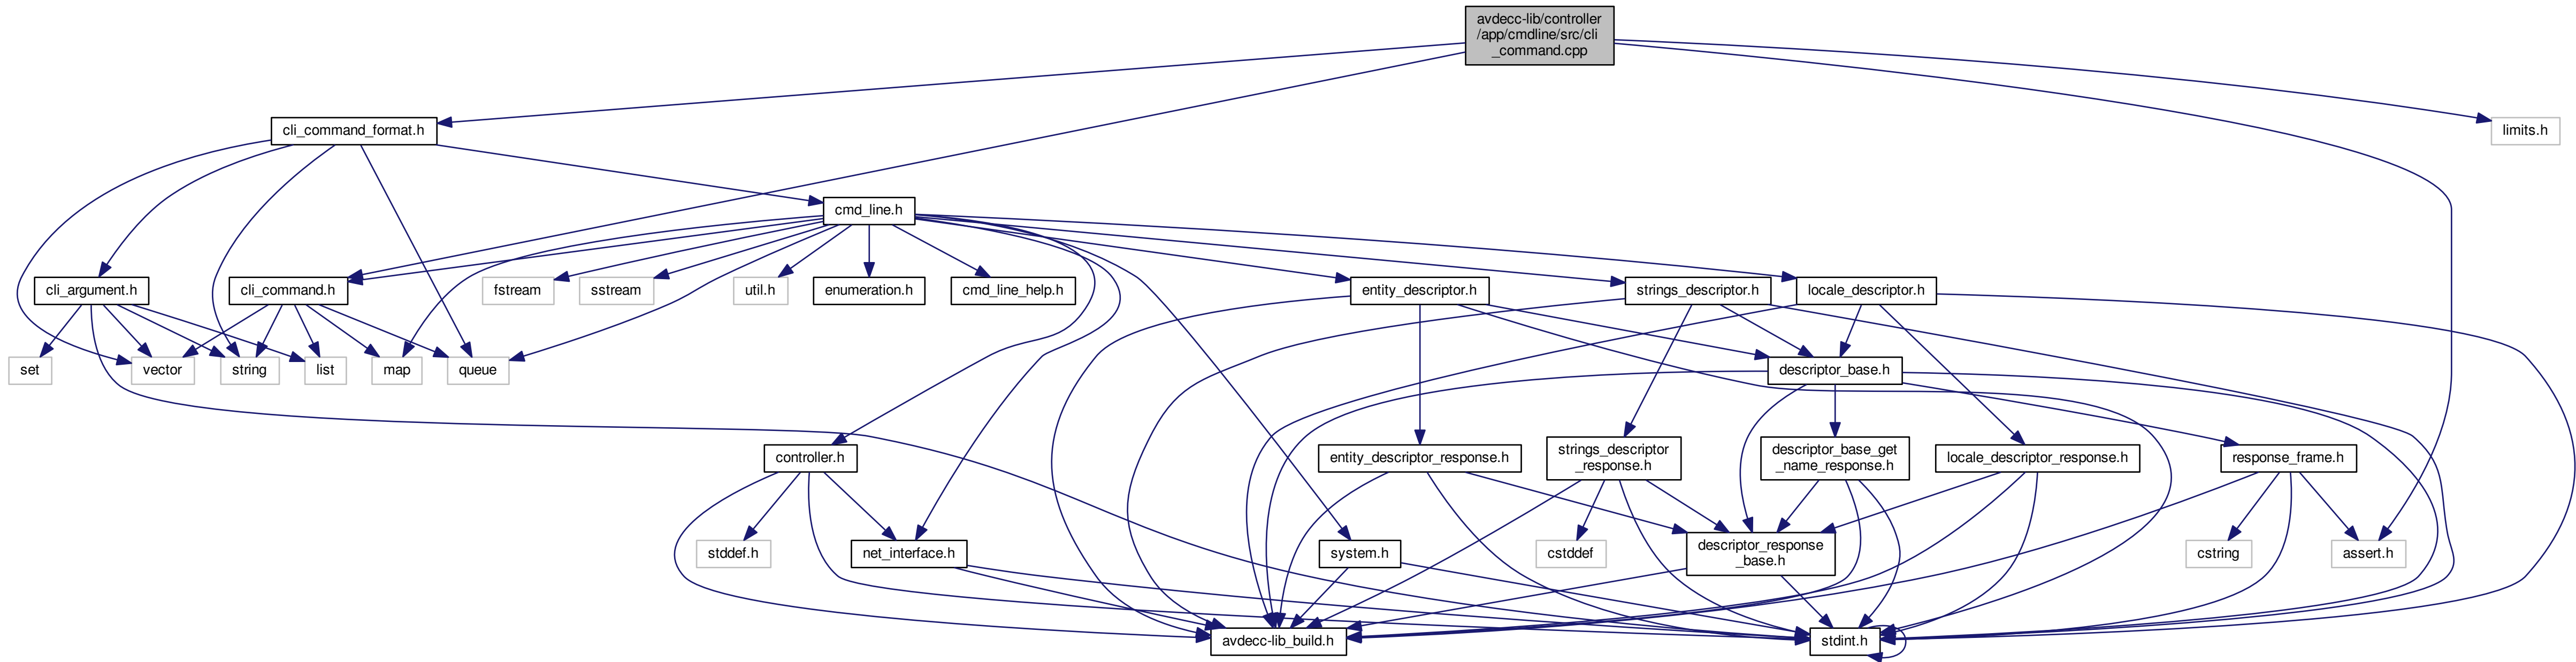 avdecc-lib/controller
/app/cmdline/src/cli
_command.cpp
cli_command_format.h
limits.h
cmd_line.h
cli_argument.h
cli_command.h
fstream
sstream
util.h
enumeration.h
cmd_line_help.h
entity_descriptor.h
strings_descriptor.h
locale_descriptor.h
set
vector
string
list
map
queue
descriptor_base.h
controller.h
entity_descriptor_response.h
strings_descriptor
_response.h
descriptor_base_get
_name_response.h
locale_descriptor_response.h
response_frame.h
stddef.h
net_interface.h
system.h
cstddef
descriptor_response
_base.h
cstring
assert.h
avdecc-lib_build.h
stdint.h